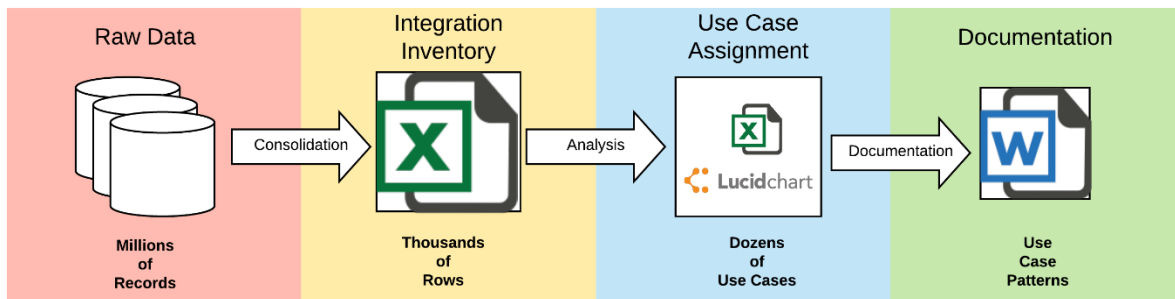 Raw Data
Integration
Inventory
Use Case
Assignment
Documentation
Consolidation
X
Analysis
X
Lucidchart
Documentation
W
Millions
of
Records
Thousands
of
Rows
Dozens
of
Use Cases
Use
Case
Patterns